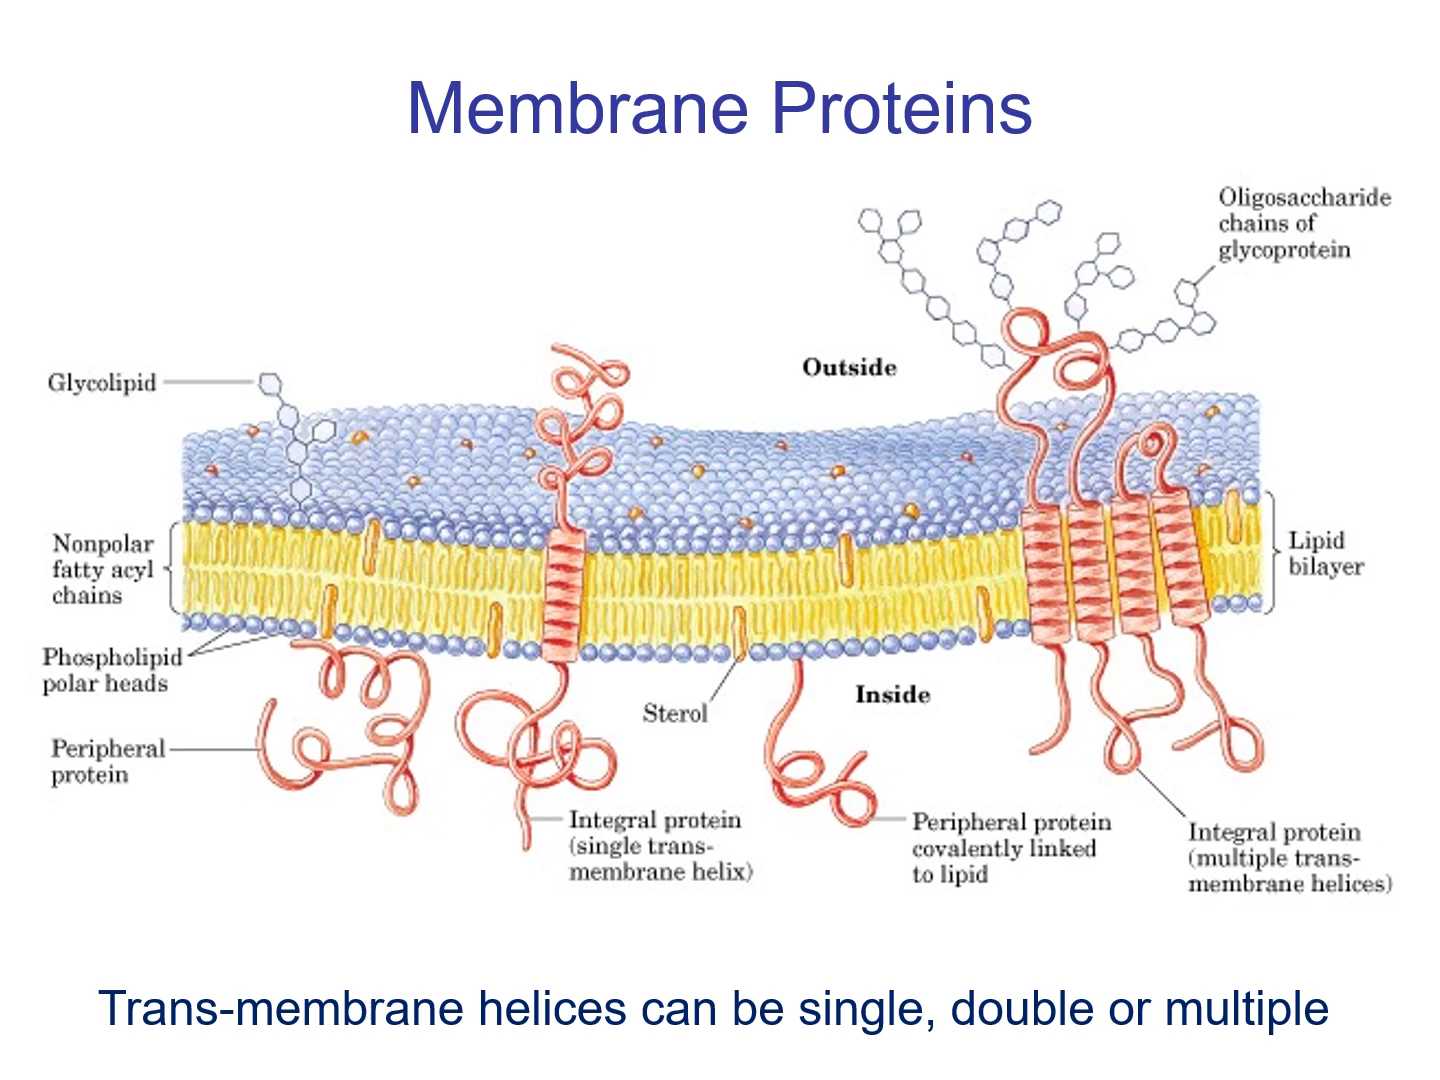 Membrane Proteins
Oligosaccharide
chains of
glycoprotein
Outside
Glycolipid
Nonpolar
fatty acyl
chains
Lipid
bilayer
Phospholipid
polar heads
Inside
Sterol
Peripheral
protein
Integral protein
(single trans-
membrane helix)
Peripheral protein
covalently linked
to lipid
Integral protein
(multiple trans-
membrane helices)
Trans-membrane helices can be single, double or multiple